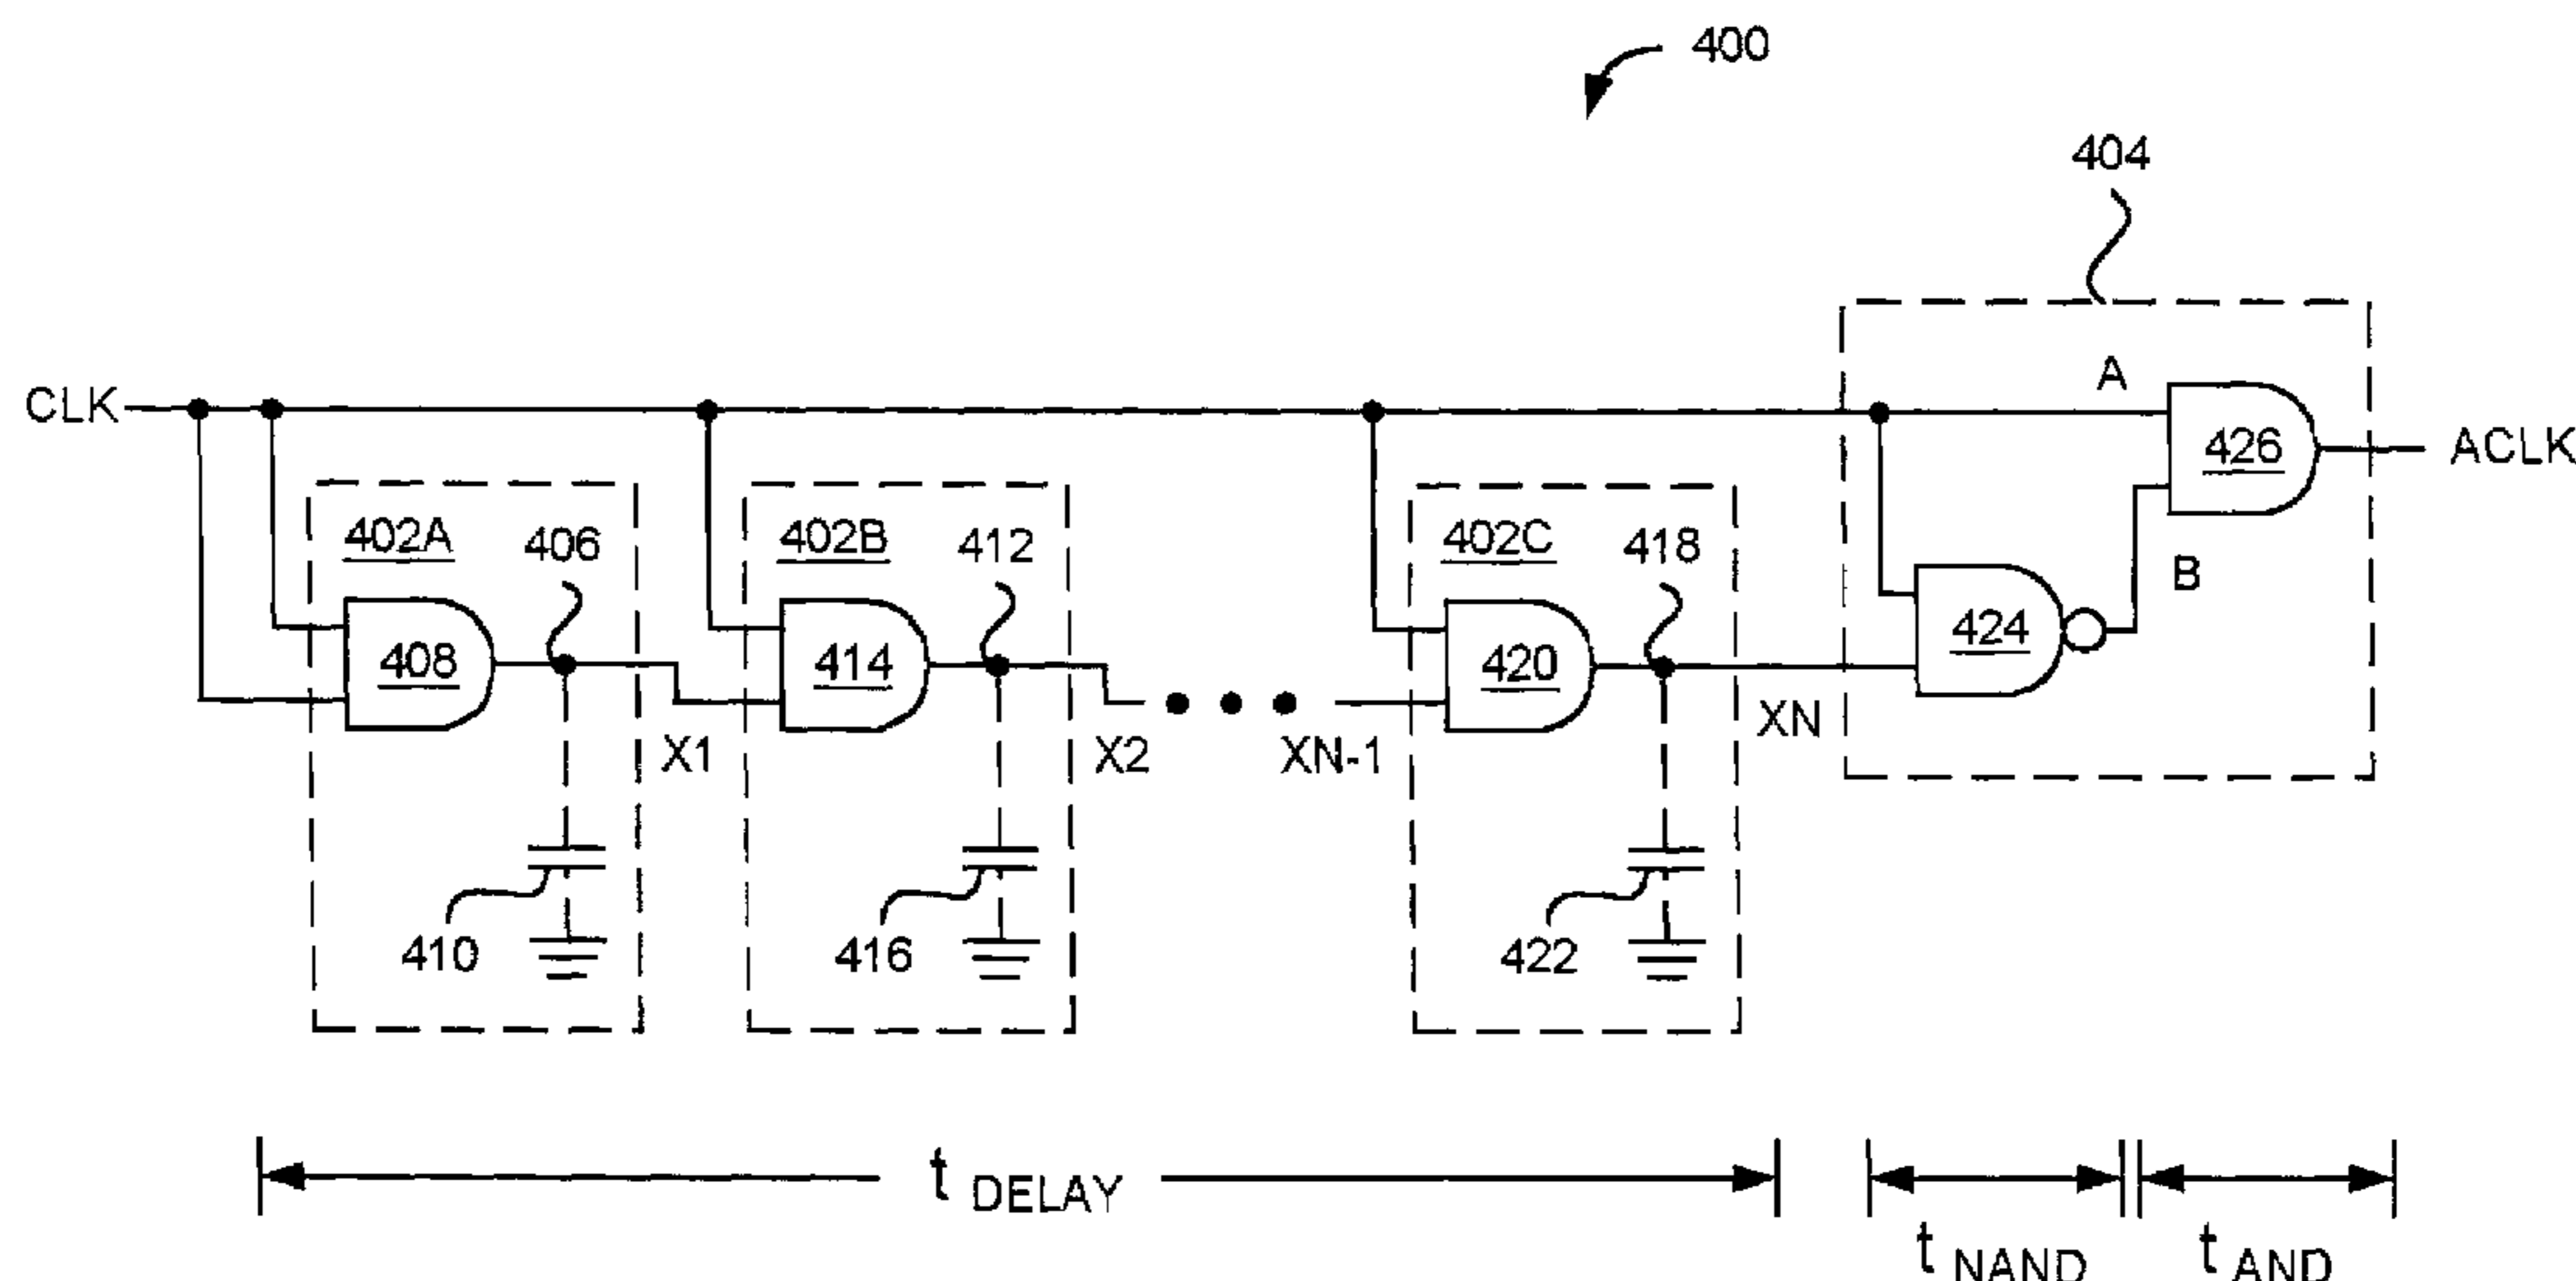 400
404
CLK
A
426
ACLK
402A
406
402B
412
402C
418
B
408
414
420
424
X1
X2
XN-1
XN
410
416
422
t DELAY
t NAND
t AND